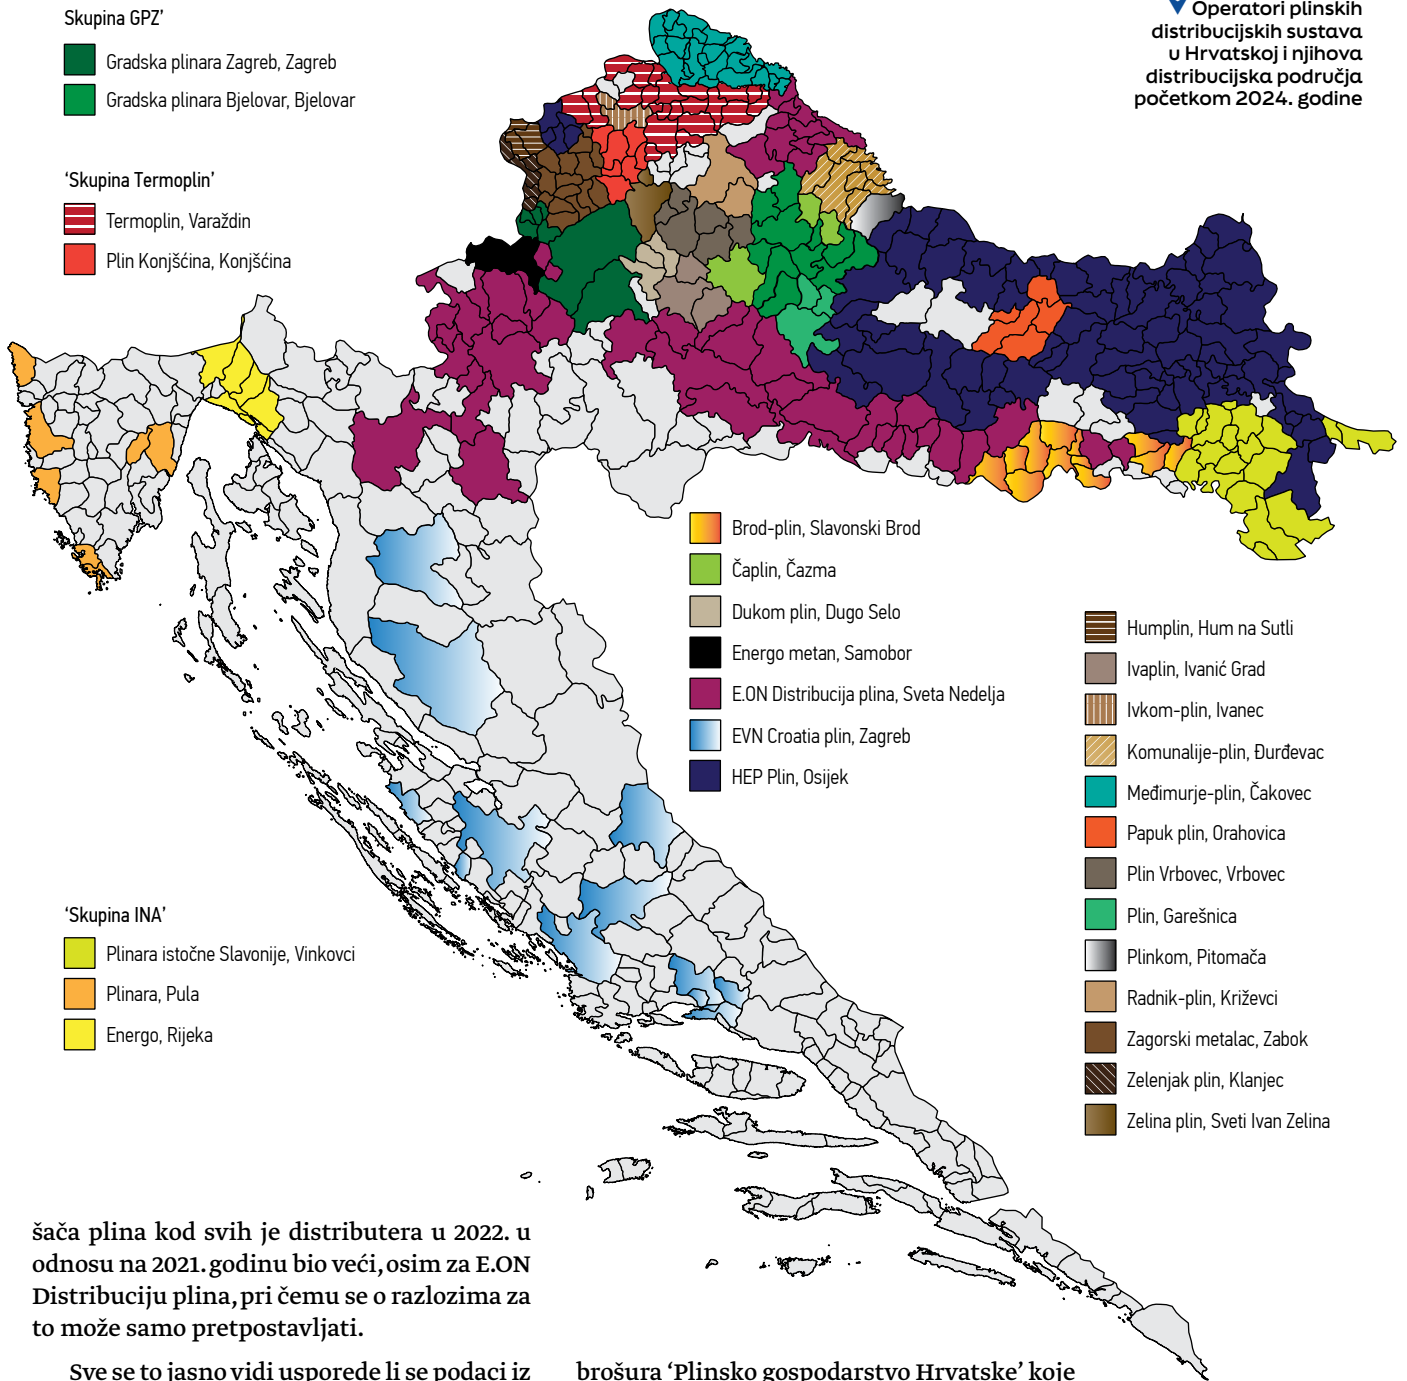 Skupina GPZ’
Gradska plinara Zagreb, Zagreb
Gradska plinara Bjelovar, Bjelovar
‘Skupina Termoplin’
Termoplin, Varaždin
Plin Konjšćina, Konjšćina
Operatori plinskih
distribucijskih sustava
u Hrvatskoj i njihova
distribucijska područja
početkom 2024. godine
Brod-plin, Slavonski Brod
Čaplin, Čazma
Dukom plin, Dugo Selo
Energo metan, Samobor
E.ON Distribucija plina, Sveta Nedelja
EVN Croatia plin, Zagreb
HEP Plin, Osijek
Humplin, Hum na Sutli
Ivaplin, Ivanić Grad
Ivkom-plin, Ivanec
Komunalije-plin, Đurđevac
Međimurje-plin, Čakovec
Papuk plin, Orahovica
Plin Vrbovec, Vrbovec
Plin, Garešnica
Plinkom, Pitomača
Radnik-plin, Križevci
Zagorski metalac, Zabok
Zelenjak plin, Klanjec
Zelina plin, Sveti Ivan Zelina
‘Skupina INA’
Plinara istočne Slavonije, Vinkovci
Plinara, Pula
Energo, Rijeka
šača plina kod svih je distributera u 2022. u
odnosu na 2021. godinu bio veći, osim za E.ON
Distribuciju plina, pri čemu se o razlozima za
to može samo pretpostavljati.
Sve se to jasno vidi usporede li se podaci iz
brošura ‘Plinsko gospodarstvo Hrvatske’ koje